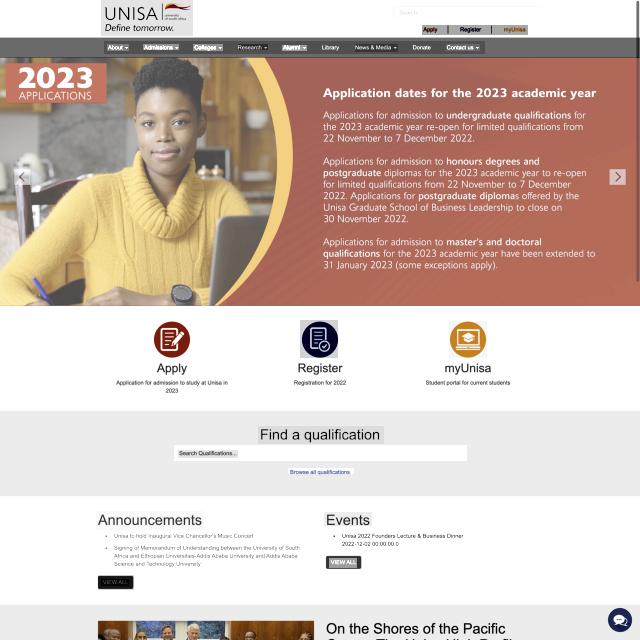 UNISA
university
of south africa
Define tomorrow.
Search
Apply
Register
myUnisa
About
Admissions
Colleges
Research
Alumni
Library
News & Media
Donate
Contact us
2023
APPLICATIONS
Application dates for the 2023 academic year
Applications for admission to undergraduate qualifications for
the 2023 academic year re-open for limited qualifications from
22 November to 7 December 2022.
Applications for admission to honours degrees and
postgraduate diplomas for the 2023 academic year to re-open
for limited qualifications from 22 November to 7 December
2022. Applications for postgraduate diplomas offered by the
Unisa Graduate School of Business Leadership to close on
30 November 2022.
Applications for admission to master's and doctoral
qualifications for the 2023 academic year have been extended to
31 January 2023 (some exceptions apply).
Apply
Application for admission to study at Unisa in
2023
Register
Registration for 2022
myUnisa
Student portal for current students
Find a qualification
Search Qualifications...
Browse all qualifications
Announcements
Unisa to hold inaugural Vice Chancellor's Music Concert
Signing of Memorandum of Understanding between the University of South
Africa and Ethiopian Universities-Addis Ababa University and Addis Ababa
Science and Technology University
VIEW ALL
Events
Unisa 2022 Founders Lecture & Business Dinner
2022-12-02 00:00:00.0
VIEW ALL
On the Shores of the Pacific